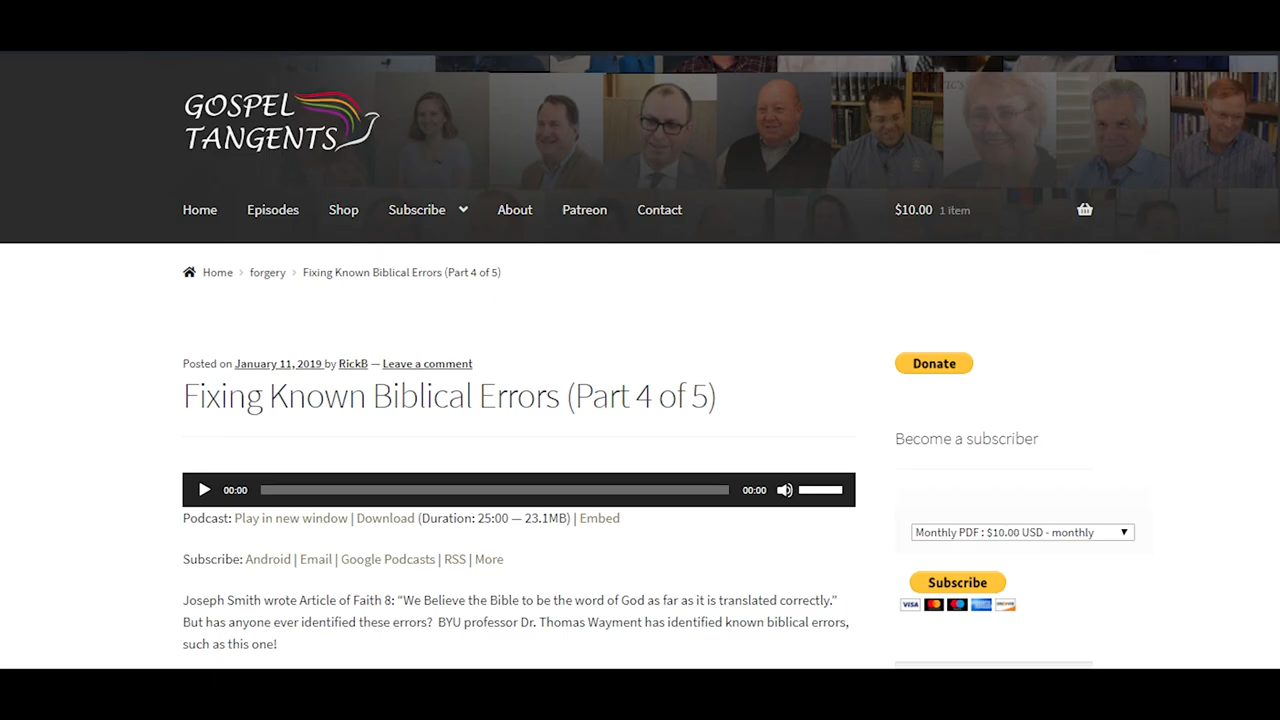 GOSPEL
TANGENTS
Home Episodes Shop Subscribe About Patreon Contact $10.00 1 item
Home > forgery > Fixing Known Biblical Errors (Part 4 of 5)
Posted on January 11, 2019 by RickB — Leave a comment
Fixing Known Biblical Errors (Part 4 of 5)
00:00 00:00
Podcast: Play in new window | Download (Duration: 25:00 — 23.1MB) | Embed
Subscribe: Android | Email | Google Podcasts | RSS | More
Joseph Smith wrote Article of Faith 8: “We Believe the Bible to be the word of God as far as it is translated correctly.”
But has anyone ever identified these errors? BYU professor Dr. Thomas Wayment has identified known biblical errors,
such as this one!
Donate
Become a subscriber
Monthly PDF : $10.00 USD - monthly
Subscribe
VISA